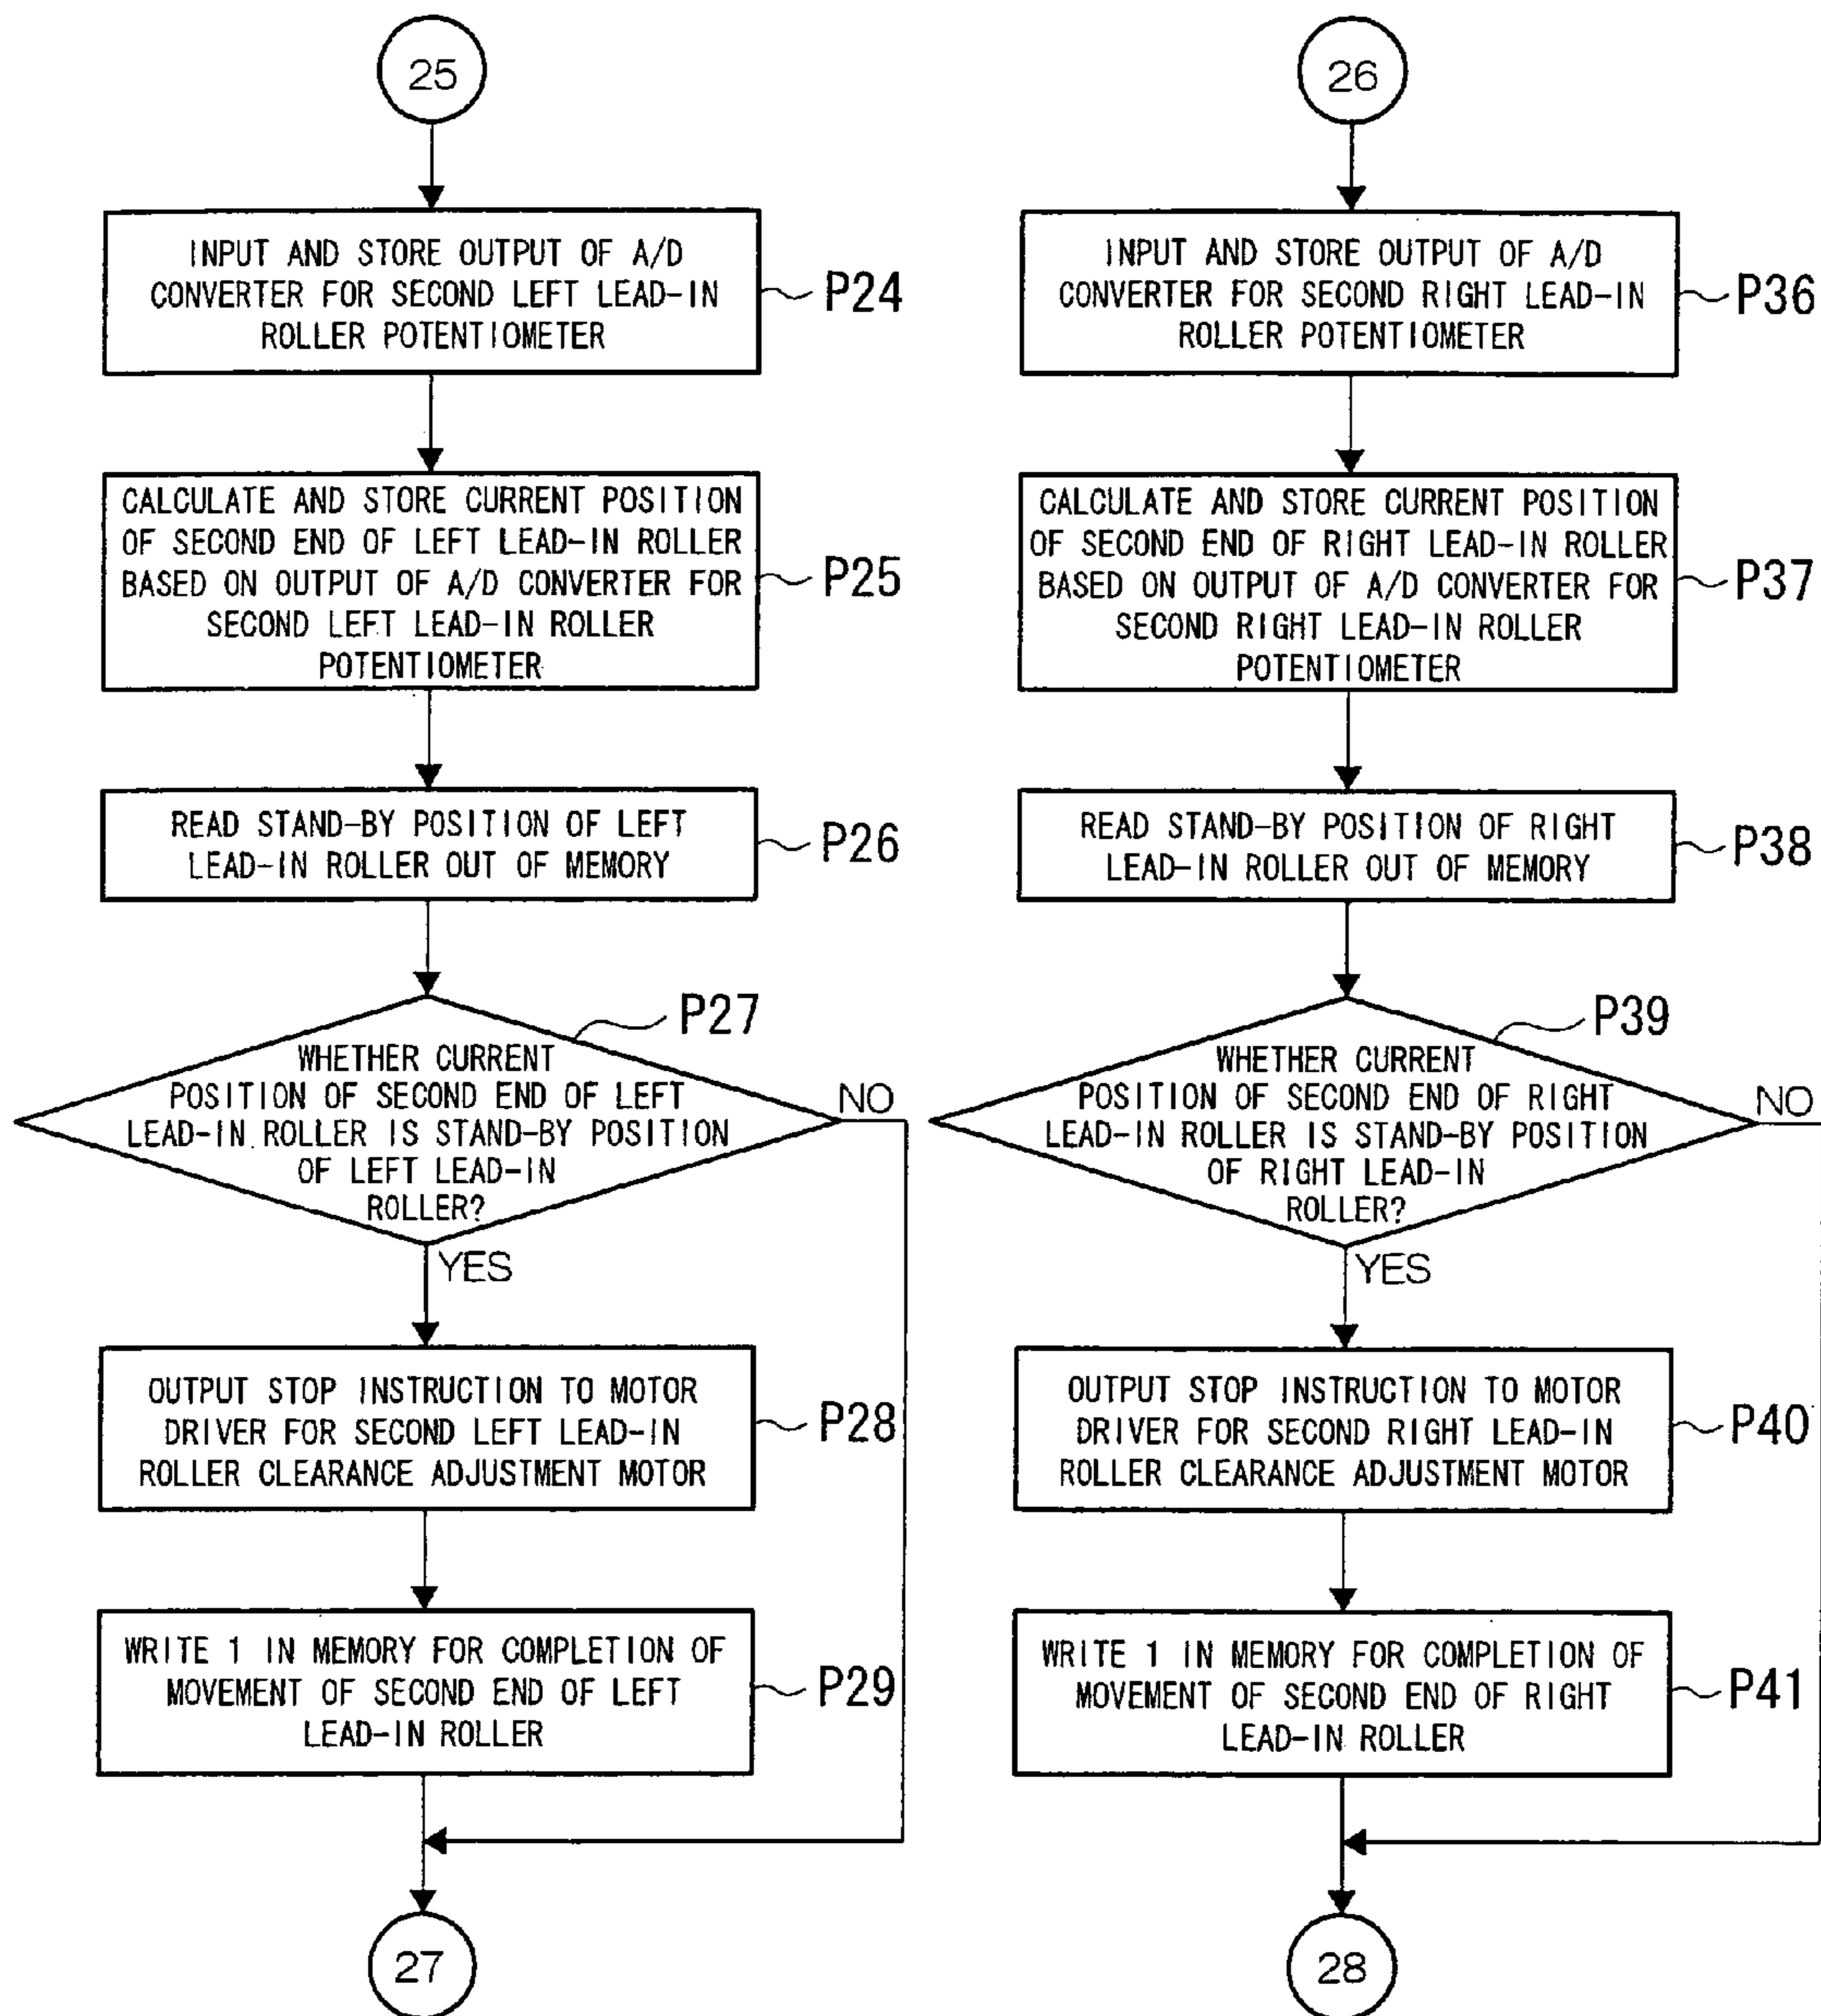 25
INPUT AND STORE OUTPUT OF A/D
CONVERTER FOR SECOND LEFT LEAD-IN
ROLLER POTENTIOMETER
P24
CALCULATE AND STORE CURRENT POSITION
OF SECOND END OF LEFT LEAD-IN ROLLER
BASED ON OUTPUT OF A/D CONVERTER FOR
SECOND LEFT LEAD-IN ROLLER
POTENTIOMETER
P25
READ STAND-BY POSITION OF LEFT
LEAD-IN ROLLER OUT OF MEMORY
P26
P27
WHETHER CURRENT
POSITION OF SECOND END OF LEFT
LEAD-IN ROLLER IS STAND-BY POSITION
OF LEFT LEAD-IN
ROLLER?
NO
YES
OUTPUT STOP INSTRUCTION TO MOTOR
DRIVER FOR SECOND LEFT LEAD-IN
ROLLER CLEARANCE ADJUSTMENT MOTOR
P28
WRITE 1 IN MEMORY FOR COMPLETION OF
MOVEMENT OF SECOND END OF LEFT
LEAD-IN ROLLER
P29
27
26
INPUT AND STORE OUTPUT OF A/D
CONVERTER FOR SECOND RIGHT LEAD-IN
ROLLER POTENTIOMETER
P36
CALCULATE AND STORE CURRENT POSITION
OF SECOND END OF RIGHT LEAD-IN ROLLER
BASED ON OUTPUT OF A/D CONVERTER FOR
SECOND RIGHT LEAD-IN ROLLER
POTENTIOMETER
P37
READ STAND-BY POSITION OF RIGHT
LEAD-IN ROLLER OUT OF MEMORY
P38
P39
WHETHER CURRENT
POSITION OF SECOND END OF RIGHT
LEAD-IN ROLLER IS STAND-BY POSITION
OF RIGHT LEAD-IN
ROLLER?
NO
YES
OUTPUT STOP INSTRUCTION TO MOTOR
DRIVER FOR SECOND RIGHT LEAD-IN
ROLLER CLEARANCE ADJUSTMENT MOTOR
P40
WRITE 1 IN MEMORY FOR COMPLETION OF
MOVEMENT OF SECOND END OF RIGHT
LEAD-IN ROLLER
P41
28